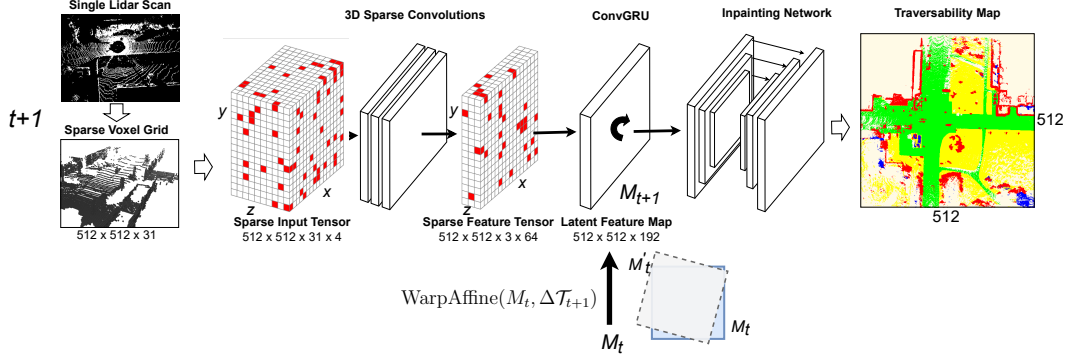 Single Lidar Scan
3D Sparse Convolutions
ConvGRU
Inpainting Network
Traversability Map
t+1
Sparse Voxel Grid
512 x 512 x 31
y
x
z
Sparse Input Tensor
512 x 512 x 31 x 4
y
x
z
Sparse Feature Tensor
512 x 512 x 3 x 64
M_{t+1}
Latent Feature Map
512 x 512 x 192
512
512
WarpAffine(M_t, Δ𝒯_{t+1})
M_t
M'_t
M_t